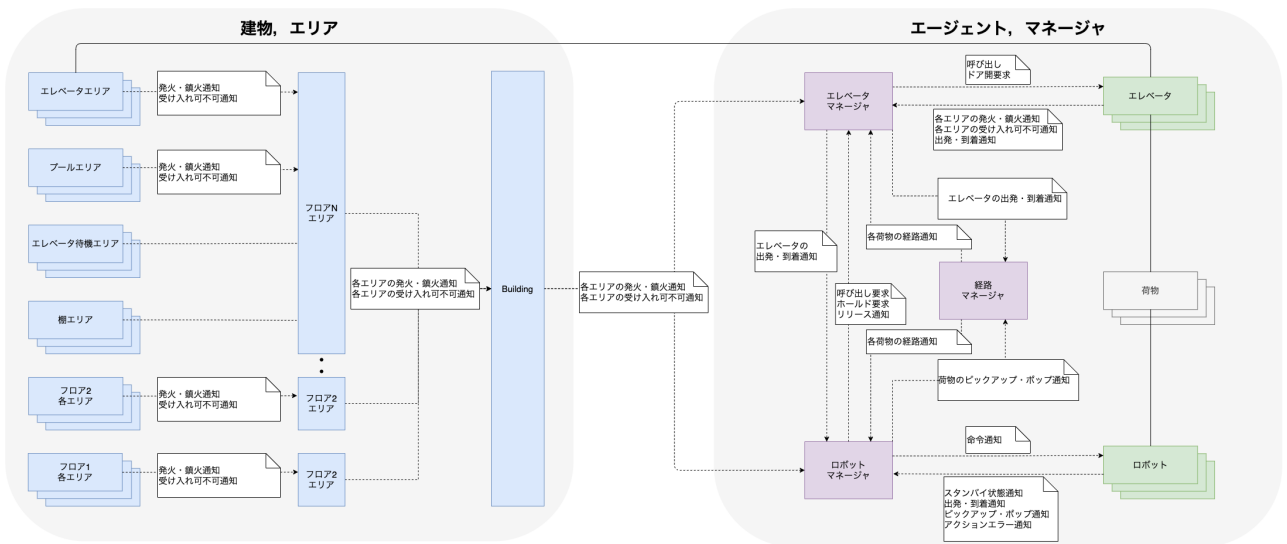 建物，エリア
エレベータエリア
発火・鎮火通知
受け入れ可不可通知
プールエリア
発火・鎮火通知
受け入れ可不可通知
エレベータ待機エリア
棚エリア
フロア2
各エリア
発火・鎮火通知
受け入れ可不可通知
フロア1
各エリア
発火・鎮火通知
受け入れ可不可通知
フロアN
エリア
フロア2
エリア
フロア2
エリア
各エリアの発火・鎮火通知
各エリアの受け入れ可不可通知
Building
各エリアの発火・鎮火通知
各エリアの受け入れ可不可通知
エージェント，マネージャ
エレベータ
マネージャ
呼び出し
ドア開要求
エレベータ
各エリアの発火・鎮火通知
各エリアの受け入れ可不可通知
出発・到着通知
エレベータの出発・到着通知
エレベータの
出発・到着通知
各荷物の経路通知
経路
マネージャ
荷物
呼び出し要求
ホールド要求
リリース通知
各荷物の経路通知
荷物のピックアップ・ポップ通知
ロボット
マネージャ
命令通知
ロボット
スタンバイ状態通知
出発・到着通知
ピックアップ・ポップ通知
アクションエラー通知